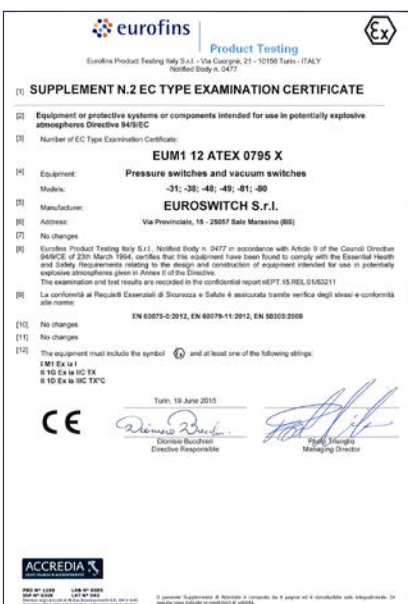 eurofins
Product Testing
Eurofins Product Testing Italy S.r.l. - Via Cuorgnè, 21 - 10156 Turin - ITALY
Notified Body n. 0477
[1] SUPPLEMENT N.2 EC TYPE EXAMINATION CERTIFICATE
[2] Equipment or protective systems or components intended for use in potentially explosive
atmospheres Directive 94/9/EC
[3] Number of EC Type Examination Certificate:
EUM1 12 ATEX 0795 X
[4] Equipment: Pressure switches and vacuum switches
Models: -31; -38; -48; -49; -81; -80
[5] Manufacturer: EUROSWITCH S.r.l.
[6] Address: Via Provinciale, 15 - 25057 Sale Marasino (BS)
[7] No changes
[8] Eurofins Product Testing Italy S.r.l., Notified Body n. 0477 in accordance with Article 9 of the Council Directive
94/9/CE of 23th March 1994, certifies that this equipment have been found to comply with the Essential Health
and Safety Requirements relating to the design and construction of equipment intended for use in potentially
explosive atmospheres given in Annex II of the Directive.
The examination and test results are recorded in the confidential report nEPT.15.REL.01/53211
[9] La conformità ai Requisiti Essenziali di Sicurezza e Salute è assicurata tramite verifica degli stessi e conformità
alle norme:
EN 60079-0:2012, EN 60079-11:2012, EN 50303:2000
[10] No changes
[11] No changes
[12] The equipment must include the symbol and at least one of the following strings:
I M1 Ex ia I
II 1G Ex ia IIC TX
II 1D Ex ia IIIC TX°C
Turin, 19 June 2015
CE
Dionisio Bucchieri
Directive Responsible
Paolo Trisoglio
Managing Director
ACCREDIA